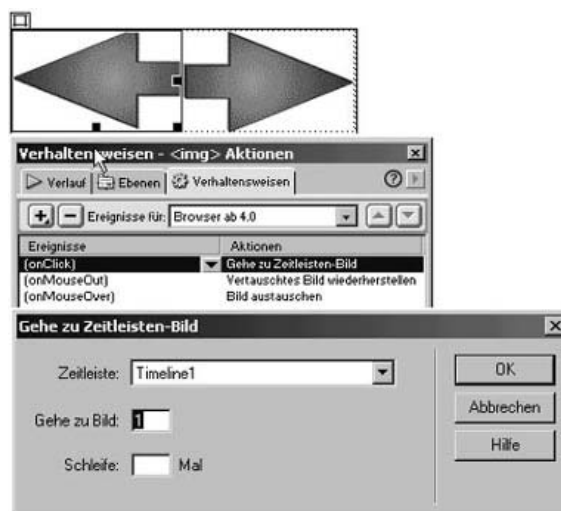 Verhaltensweisen - <img> Aktionen
Verlauf Ebenen Verhaltensweisen
Ereignisse für: Browser ab 4.0
Ereignisse Aktionen
(onClick) Gehe zu Zeitleisten-Bild
(onMouseOut) Vertauschtes Bild wiederherstellen
(onMouseOver) Bild austauschen
Gehe zu Zeitleisten-Bild
Zeitleiste: Timeline1 OK
Gehe zu Bild: 1 Abbrechen
Schleife: Mal Hilfe